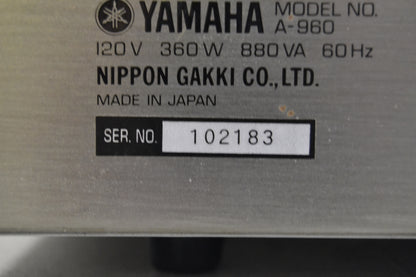 YAMAHA MODEL NO. A-960
120V 360W 880VA 60Hz
NIPPON GAKKI CO., LTD.
MADE IN JAPAN
SER. NO. 102183